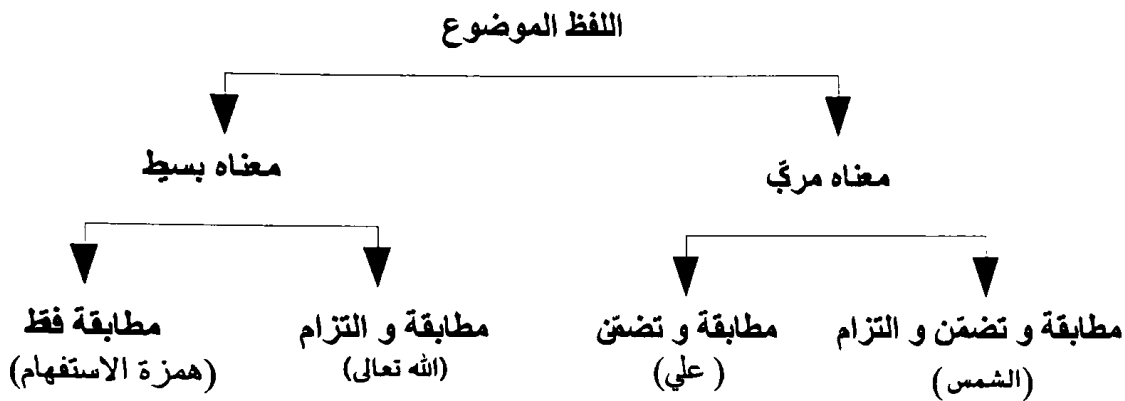 اللفظ الموضوع
معناه مركّب
معناه بسيط
مطابقة و تضمّن و التزام
(الشمس)
مطابقة و تضمّن
(علي)
مطابقة و التزام
(الله تعالى)
مطابقة فقط
(همزة الاستفهام)